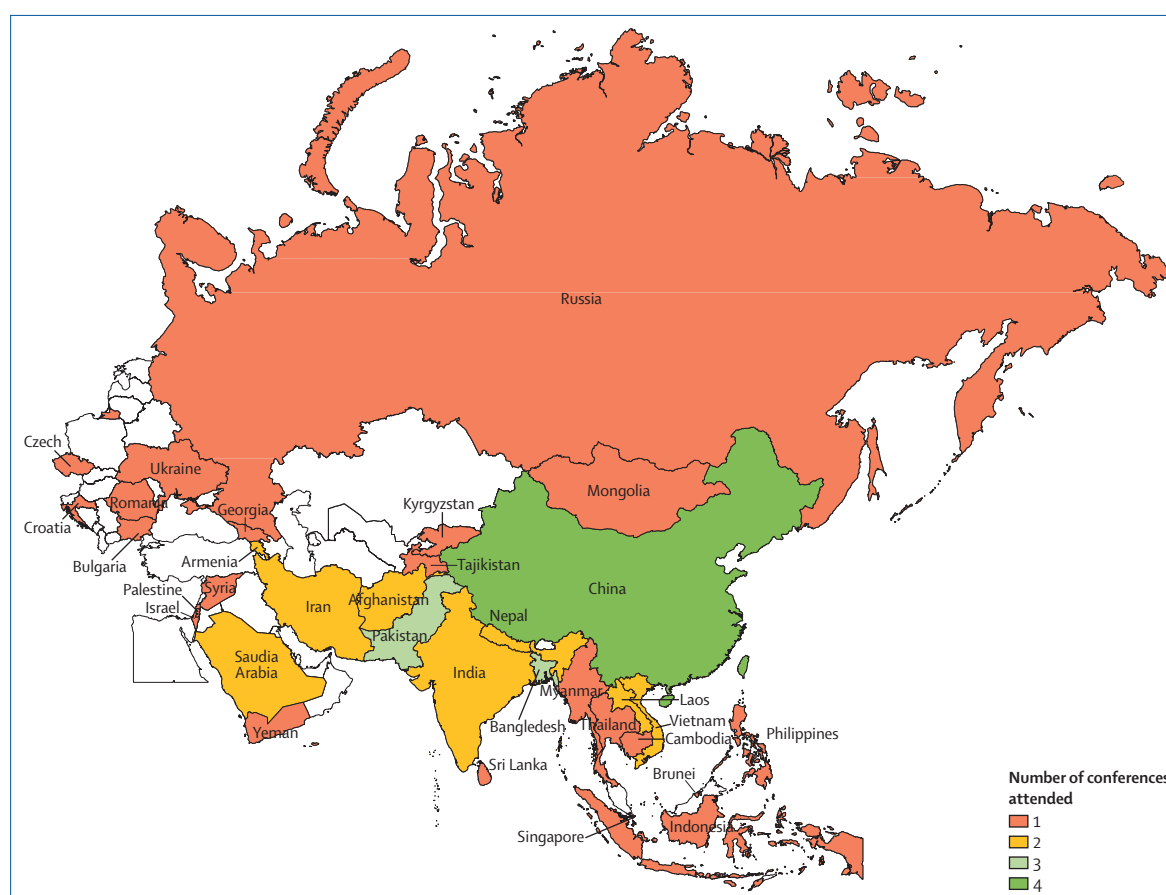 Russia
Czech
Ukraine
Mongolia
Romania
Kyrgyzstan
Georgia
Croatia
Armenia
Bulgaria
Tajikistan
Palestine
Syria
China
Israel
Iran
Afghanistan
Nepal
Pakistan
Saudia
Arabia
India
Myanmar
Laos
Bangledesh
Thailand
Vietnam
Yeman
Cambodia
Philippines
Sri Lanka
Brunei
Number of conferences
attended
1
Singapore
Indonesia
2
3
4